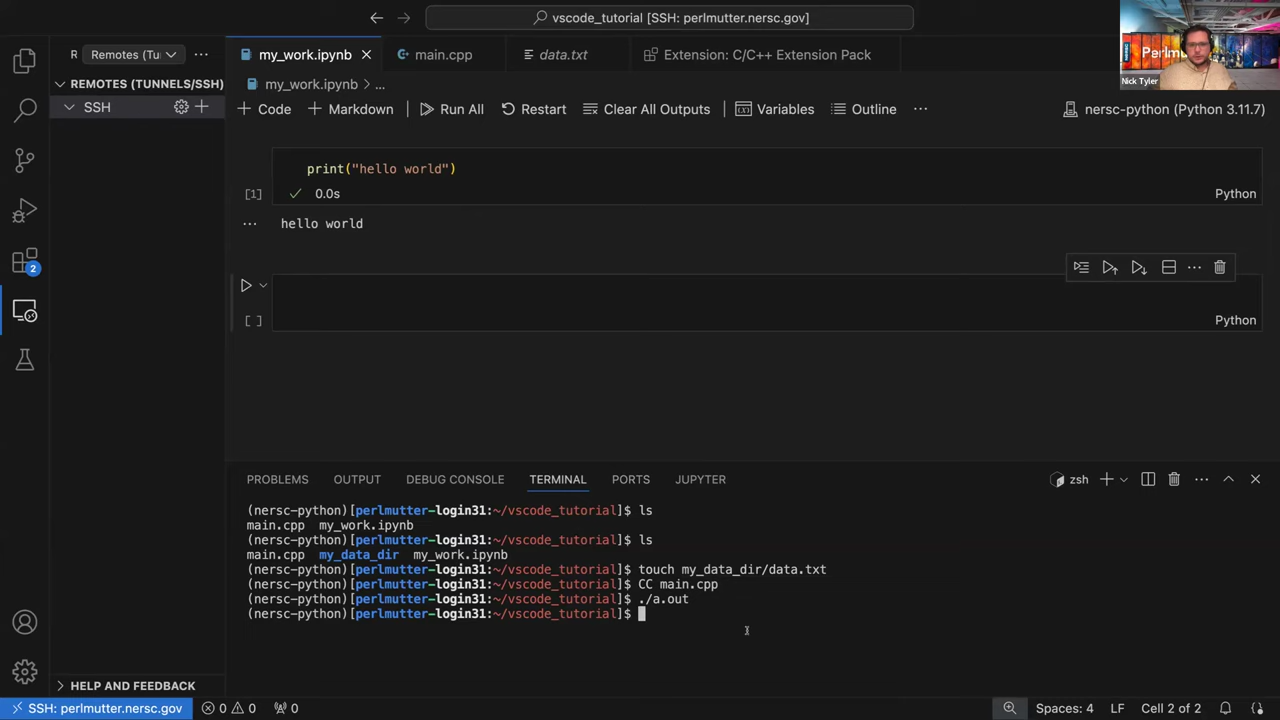 vscode_tutorial [SSH: perlmutter.nersc.gov]
Perlm
Nick Tyler
R
Remotes (Tu
my_work.ipynb
main.cpp
data.txt
Extension: C/C++ Extension Pack
REMOTES (TUNNELS/SSH)
my_work.ipynb > ...
SSH
Code
Markdown
Run All
Restart
Clear All Outputs
Variables
Outline
nersc-python (Python 3.11.7)
print("hello world")
[1]
0.0s
Python
hello world
[ ]
Python
2
PROBLEMS
OUTPUT
DEBUG CONSOLE
TERMINAL
PORTS
JUPYTER
zsh
(nersc-python)[perlmutter-login31:~/vscode_tutorial]$ ls
main.cpp my_work.ipynb
(nersc-python)[perlmutter-login31:~/vscode_tutorial]$ ls
main.cpp my_data_dir my_work.ipynb
(nersc-python)[perlmutter-login31:~/vscode_tutorial]$ touch my_data_dir/data.txt
(nersc-python)[perlmutter-login31:~/vscode_tutorial]$ CC main.cpp
(nersc-python)[perlmutter-login31:~/vscode_tutorial]$ ./a.out
(nersc-python)[perlmutter-login31:~/vscode_tutorial]$
HELP AND FEEDBACK
SSH: perlmutter.nersc.gov
0
0
0
Spaces: 4
LF
Cell 2 of 2